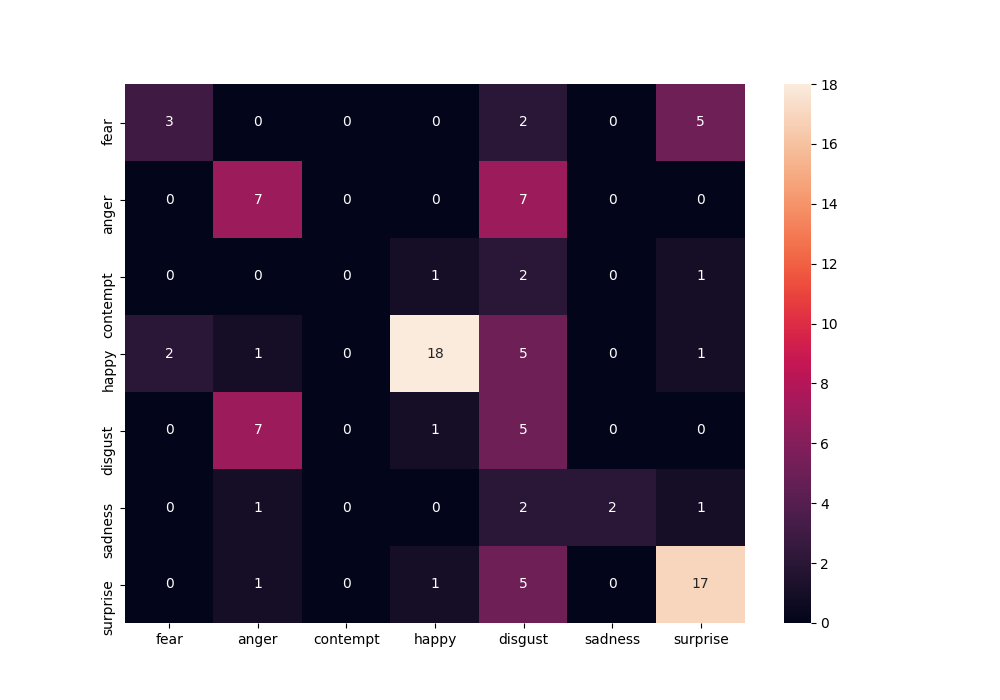 fear 3 0 0 0 2 0 5
anger 0 7 0 0 7 0 0
contempt 0 0 0 1 2 0 1
happy 2 1 0 18 5 0 1
disgust 0 7 0 1 5 0 0
sadness 0 1 0 0 2 2 1
surprise 0 1 0 1 5 0 17
fear anger contempt happy disgust sadness surprise
18
16
14
12
10
8
6
4
2
0